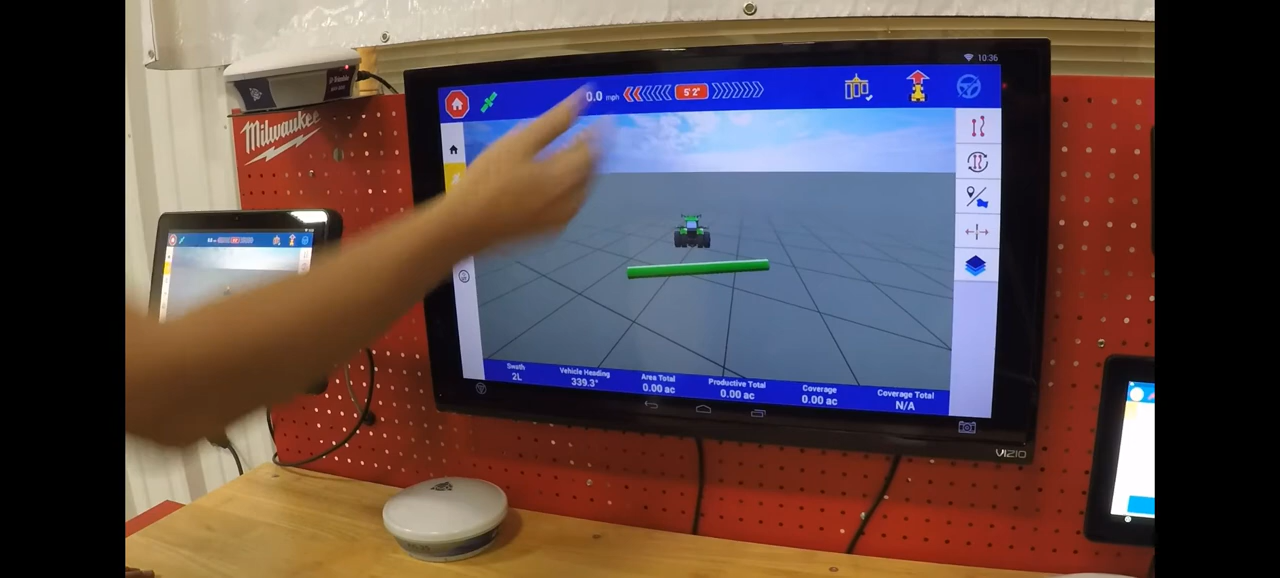 10:36
0.0 mph
5' 2"
Milwaukee
Trimble
Swath
2L
Vehicle Heading
339.3°
Area Total
0.00 ac
Productive Total
0.00 ac
Coverage
0.00 ac
Coverage Total
N/A
VIZIO